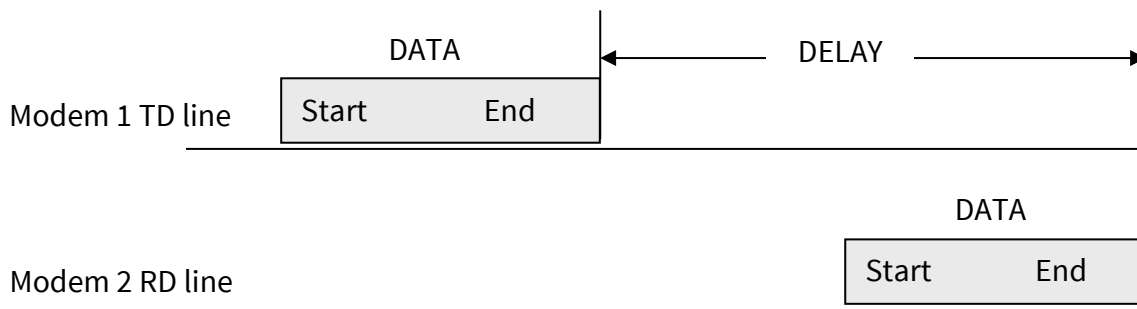 DATA
DELAY
Modem 1 TD line
Start End
DATA
Modem 2 RD line
Start End